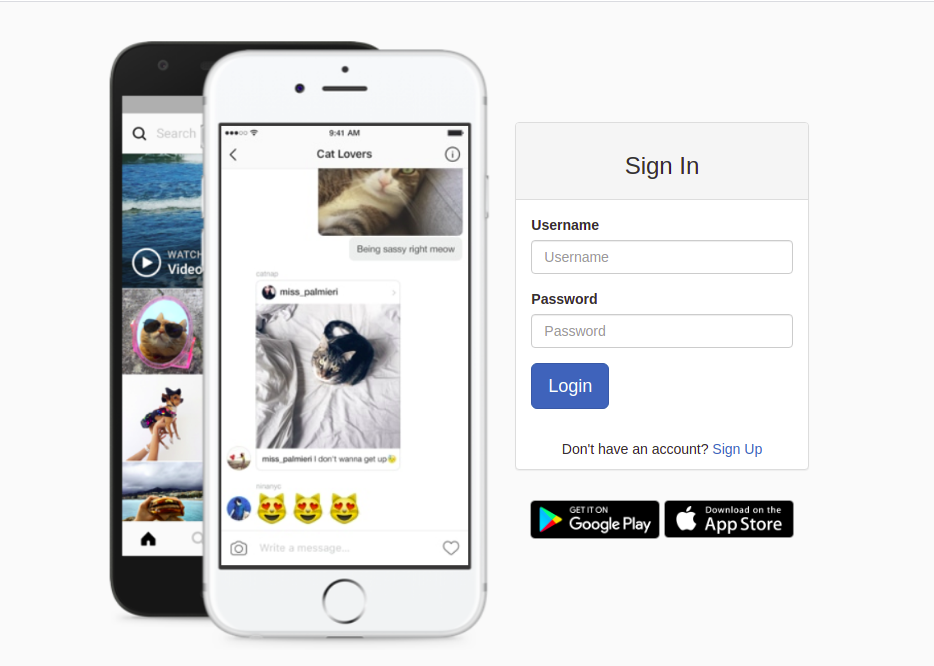 Search
WATCH
Video
9:41 AM
Cat Lovers
Being sassy right meow
catnap
miss_palmieri
miss_palmieri I don't wanna get up
ninanyc
Write a message...
Sign In
Username
Username
Password
Password
Login
Don't have an account? Sign Up
GET IT ON
Google Play
Download on the
App Store